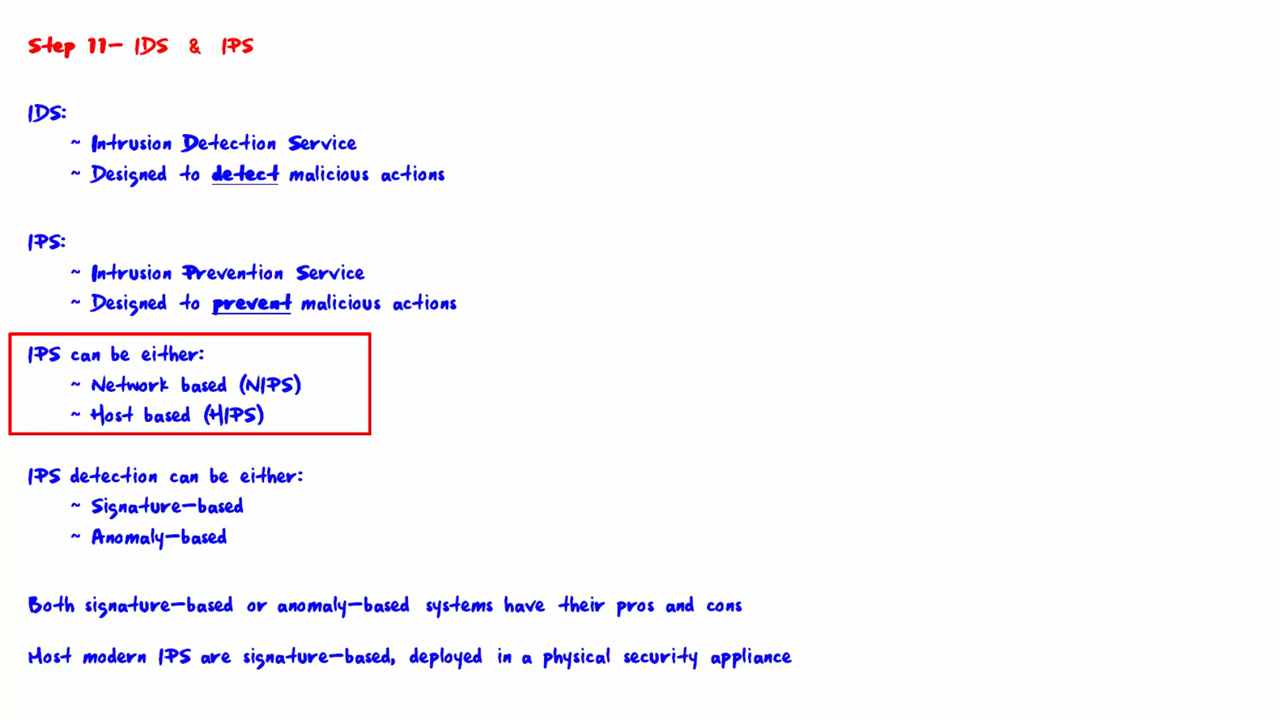 Step 11- IDS & IPS
IDS:
~ Intrusion Detection Service
~ Designed to detect malicious actions
IPS:
~ Intrusion Prevention Service
~ Designed to prevent malicious actions
IPS can be either:
~ Network based (NIPS)
~ Host based (HIPS)
IPS detection can be either:
~ Signature-based
~ Anomaly-based
Both signature-based or anomaly-based systems have their pros and cons
Most modern IPS are signature-based, deployed in a physical security appliance